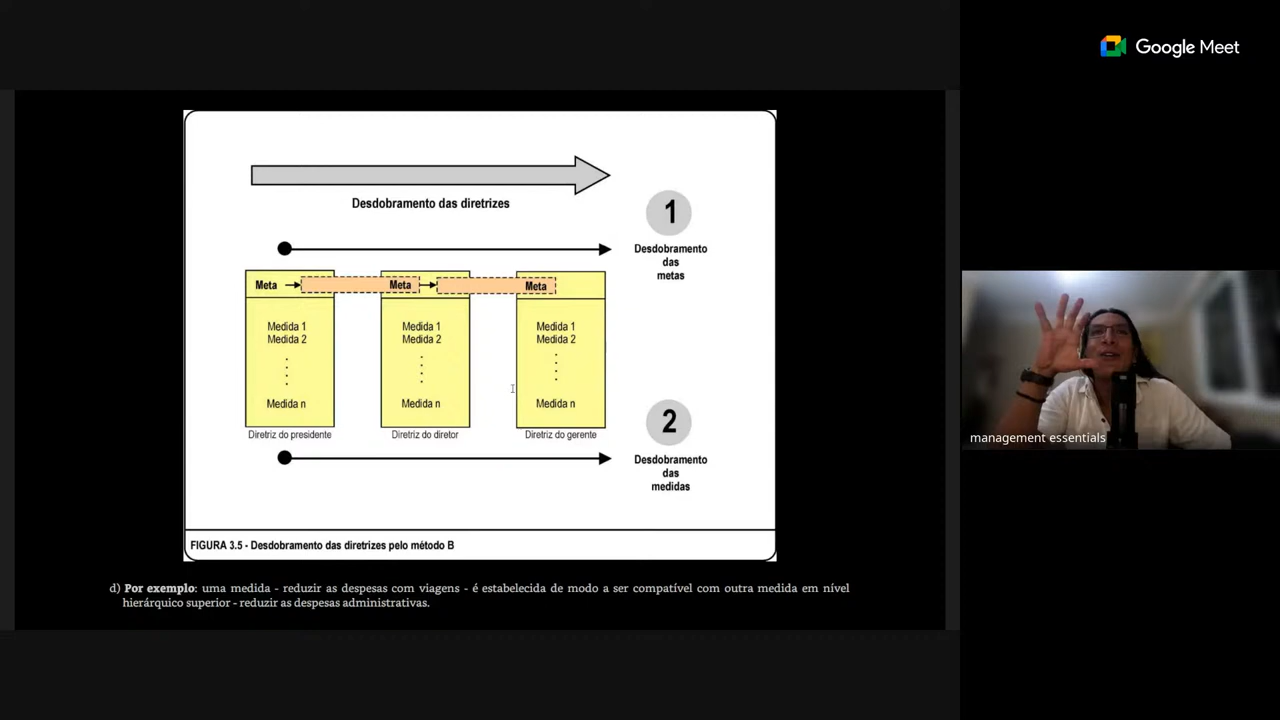 Google Meet
Desdobramento das diretrizes
1
Desdobramento
das
metas
Meta
Meta
Meta
Medida 1
Medida 2
Medida n
Diretriz do presidente
Medida 1
Medida 2
Medida n
Diretriz do diretor
Medida 1
Medida 2
Medida n
Diretriz do gerente
2
Desdobramento
das
medidas
FIGURA 3.5 - Desdobramento das diretrizes pelo método B
d) Por exemplo: uma medida - reduzir as despesas com viagens - é estabelecida de modo a ser compatível com outra medida em nível
hierárquico superior - reduzir as despesas administrativas.
management essentials